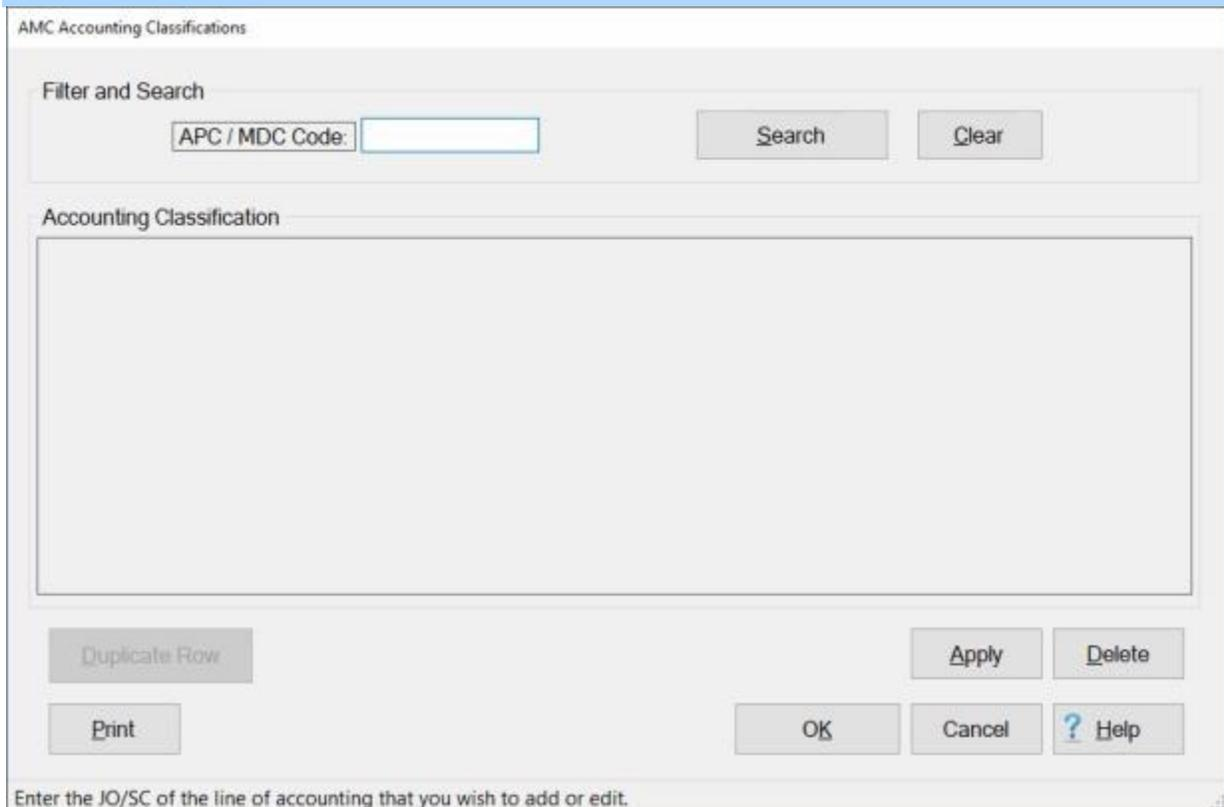 AMC Accounting Classifications
Filter and Search
APC / MDC Code:
Search
Clear
Accounting Classification
Duplicate Row
Apply
Delete
Print
OK
Cancel
? Help
Enter the JO/SC of the line of accounting that you wish to add or edit.